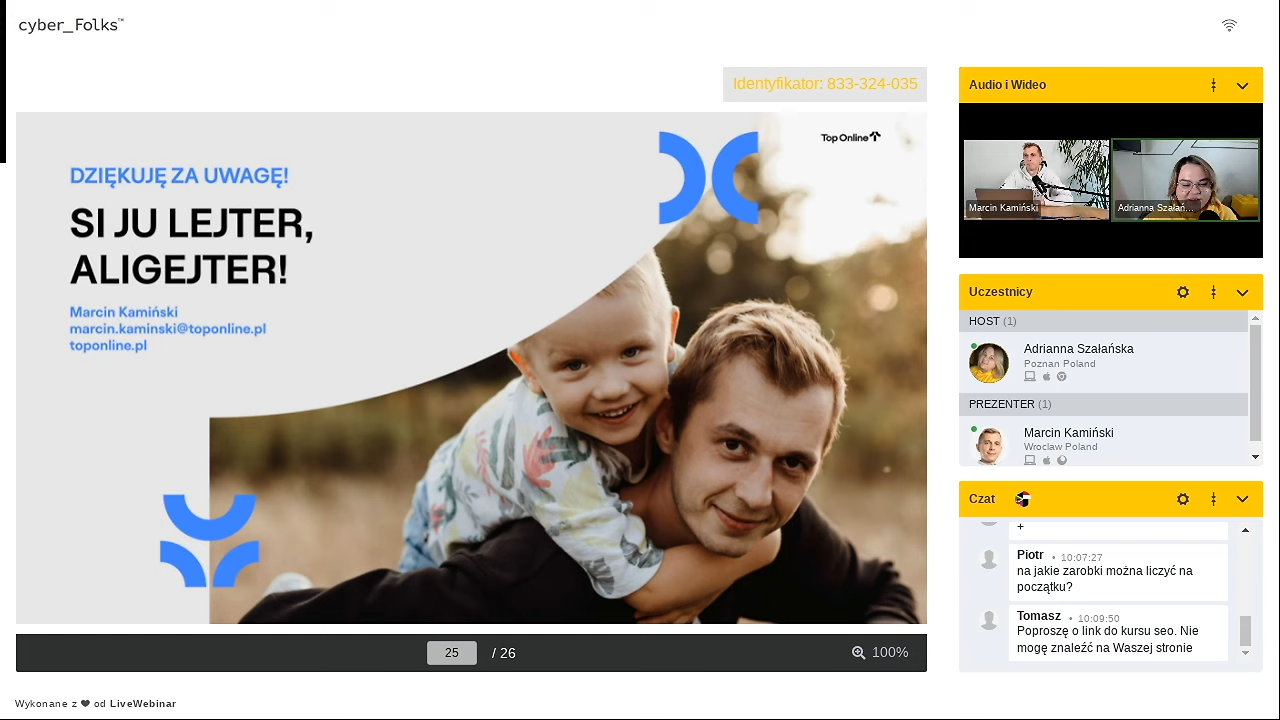 cyber_Folks™
Identyfikator: 833-324-035
DZIĘKUJĘ ZA UWAGĘ!
SI JU LEJTER,
ALIGEJTER!
Marcin Kamiński
marcin.kaminski@toponline.pl
toponline.pl
Top Online
25 / 26
100%
Wykonane z od LiveWebinar
Audio i Wideo
Marcin Kamiński
Adrianna Szałań...
Uczestnicy
HOST (1)
Adrianna Szałańska
Poznan Poland
PREZENTER (1)
Marcin Kamiński
Wroclaw Poland
Czat
+
Piotr • 10:07:27
na jakie zarobki można liczyć na
początku?
Tomasz • 10:09:50
Poproszę o link do kursu seo. Nie
mogę znaleźć na Waszej stronie